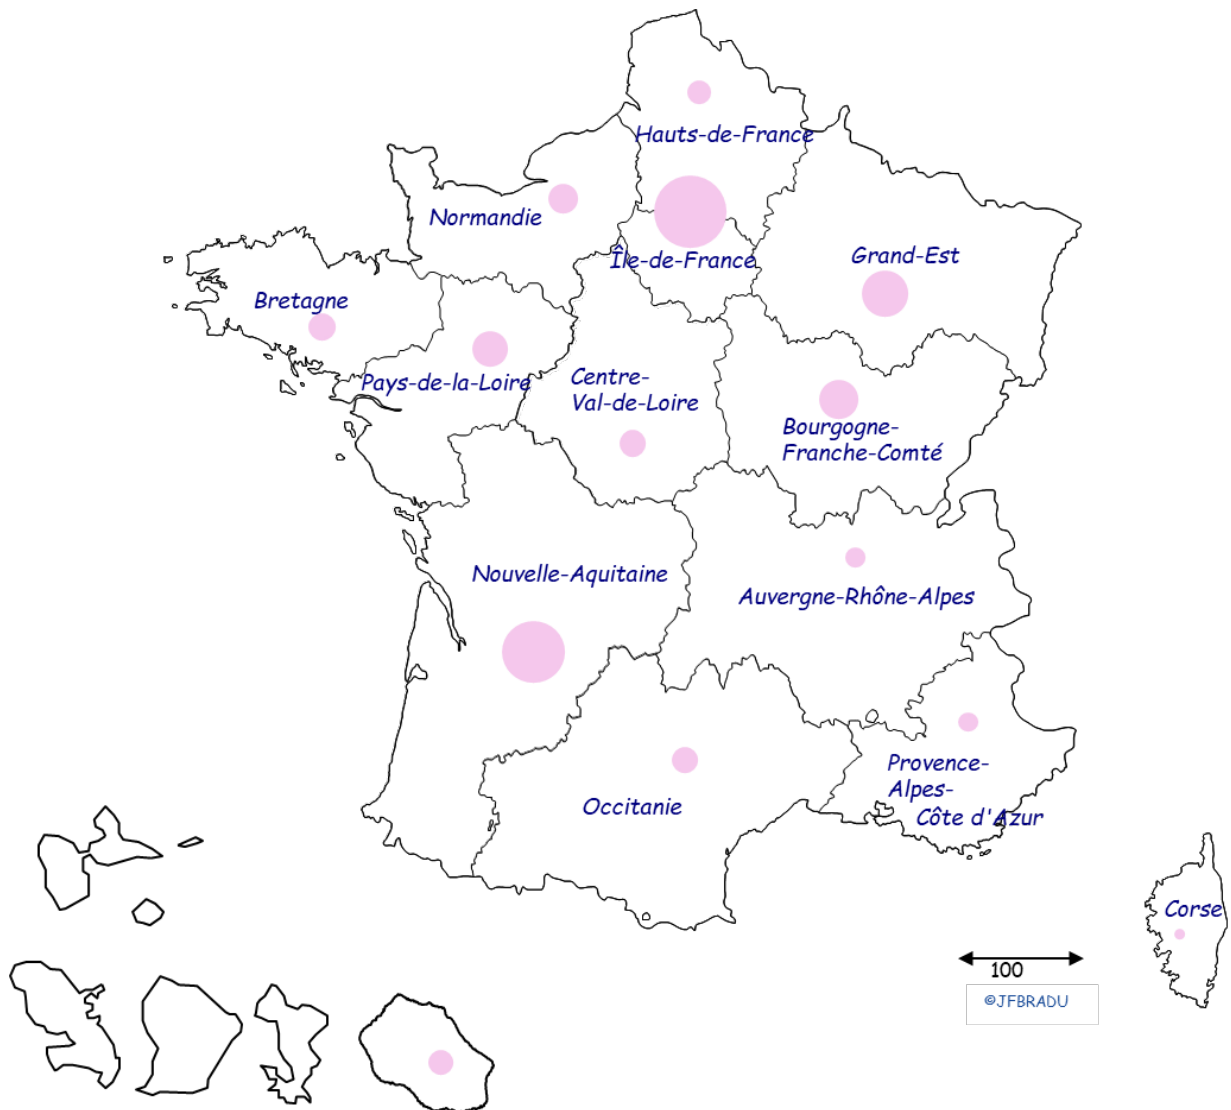 Hauts-de-France
Normandie
Île-de-France
Grand-Est
Bretagne
Pays-de-la-Loire
Centre-
Val-de-Loire
Bourgogne-
Franche-Comté
Nouvelle-Aquitaine
Auvergne-Rhône-Alpes
Provence-
Alpes-
Côte d'Azur
Occitanie
Corse
100
©JFBRADU